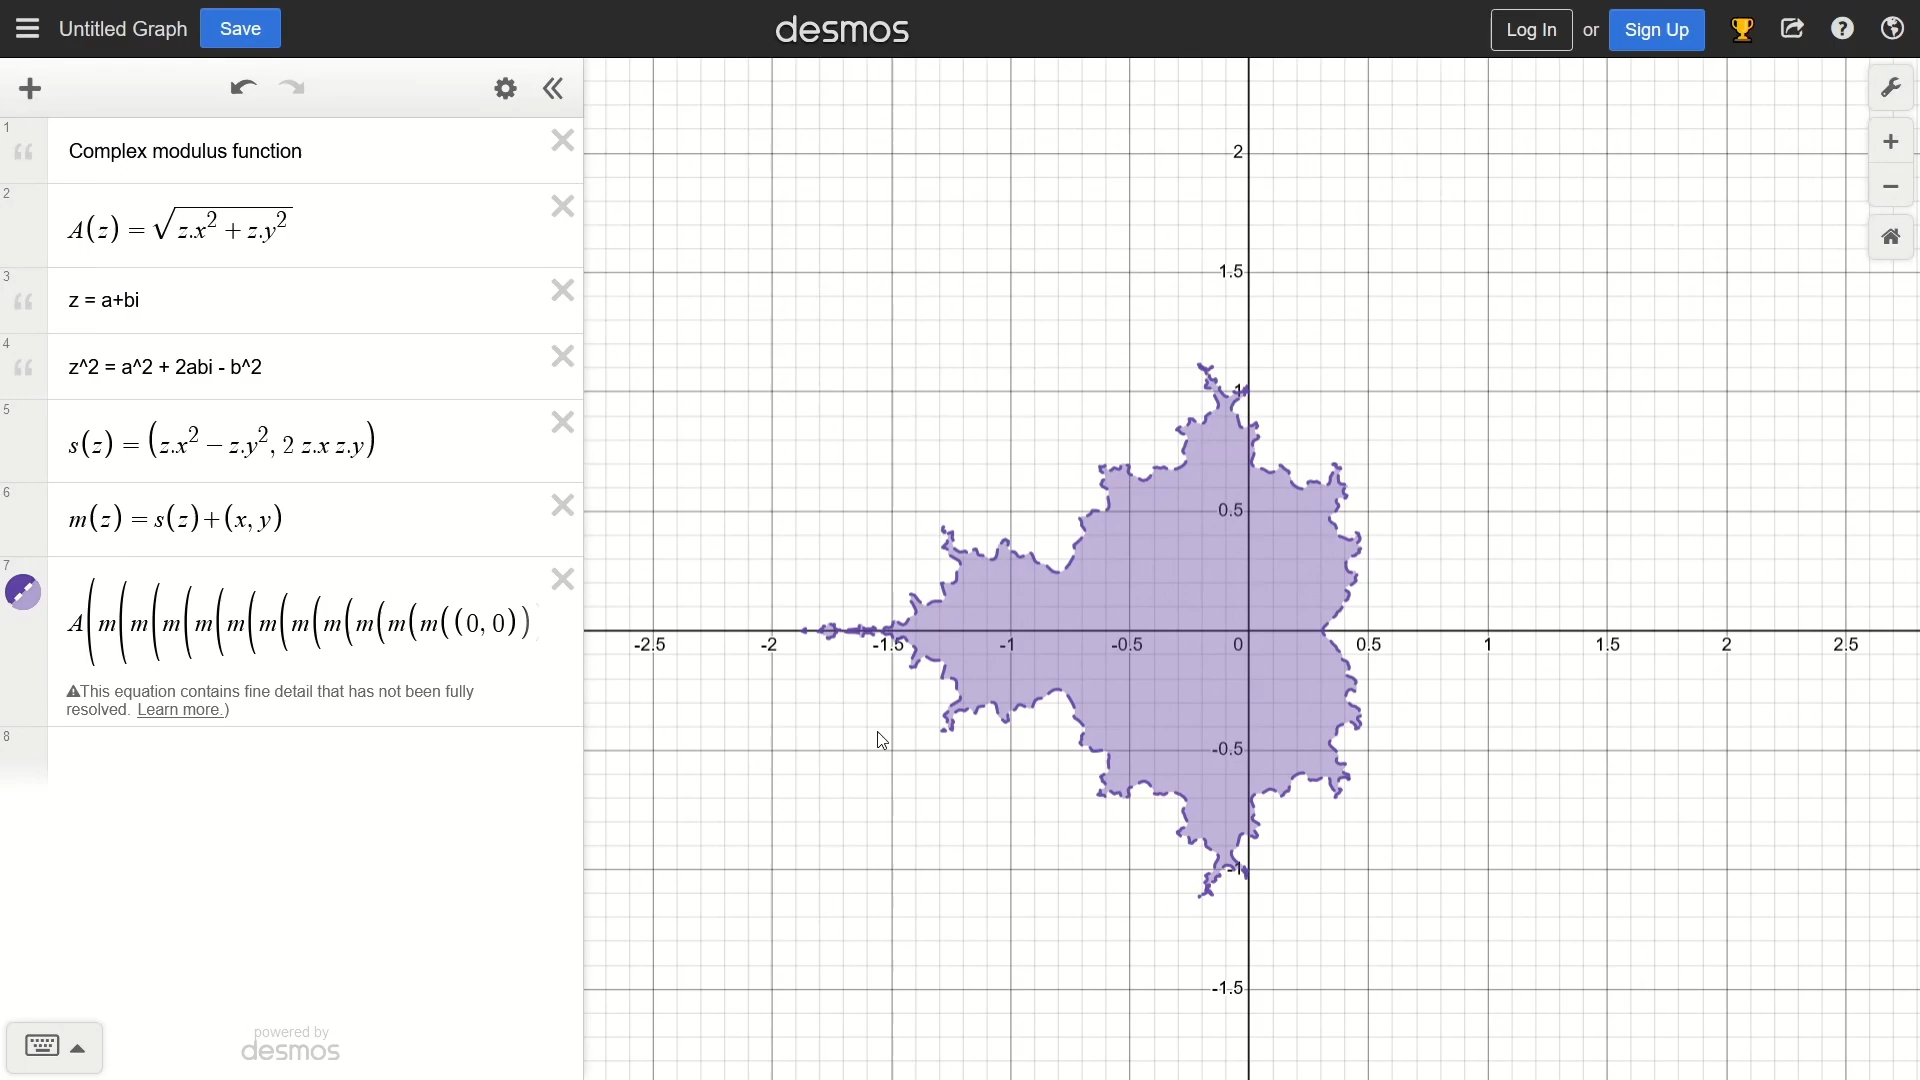 Untitled Graph
Save
desmos
Log In
or
Sign Up
1
Complex modulus function
2
A(z) = √z.x² + z.y²
3
z = a+bi
4
z^2 = a^2 + 2abi - b^2
5
s(z) = (z.x² − z.y², 2 z.x z.y)
6
m(z) = s(z)+(x, y)
7
A(m(m(m(m(m(m(m(m(m(m(m((0, 0))
This equation contains fine detail that has not been fully
resolved. Learn more.)
8
powered by
desmos
2
1.5
1
0.5
-2.5 -2 -1.5 -1 -0.5 0 0.5 1 1.5 2 2.5
-0.5
-1
-1.5